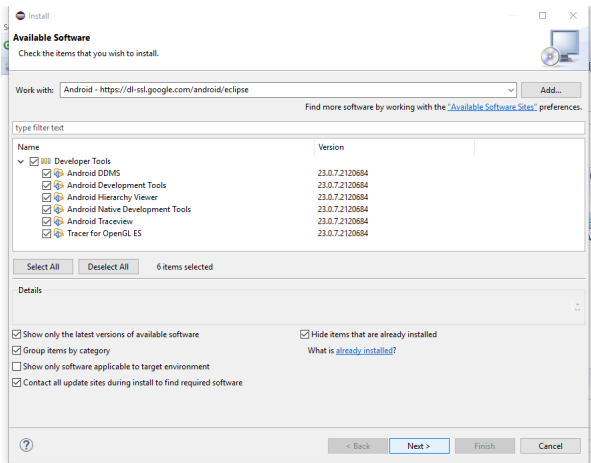 Install
Available Software
Check the items that you wish to install.
Work with: Android - https://dl-ssl.google.com/android/eclipse Add...
Find more software by working with the "Available Software Sites" preferences.
type filter text
Name Version
Developer Tools
Android DDMS 23.0.7.2120684
Android Development Tools 23.0.7.2120684
Android Hierarchy Viewer 23.0.7.2120684
Android Native Development Tools 23.0.7.2120684
Android Traceview 23.0.7.2120684
Tracer for OpenGL ES 23.0.7.2120684
Select All Deselect All 6 items selected
Details
Show only the latest versions of available software Hide items that are already installed
Group items by category What is already installed?
Show only software applicable to target environment
Contact all update sites during install to find required software
? < Back Next > Finish Cancel